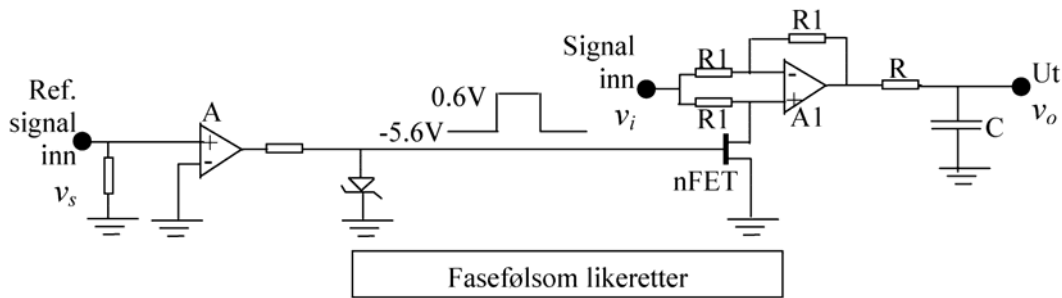 Ref.
signal
inn
v_s
A
+
-
0.6V
-5.6V
Signal
inn
v_i
R1
R1
R1
-
+
A1
nFET
R
C
Ut
v_o
Fasefølsom likeretter